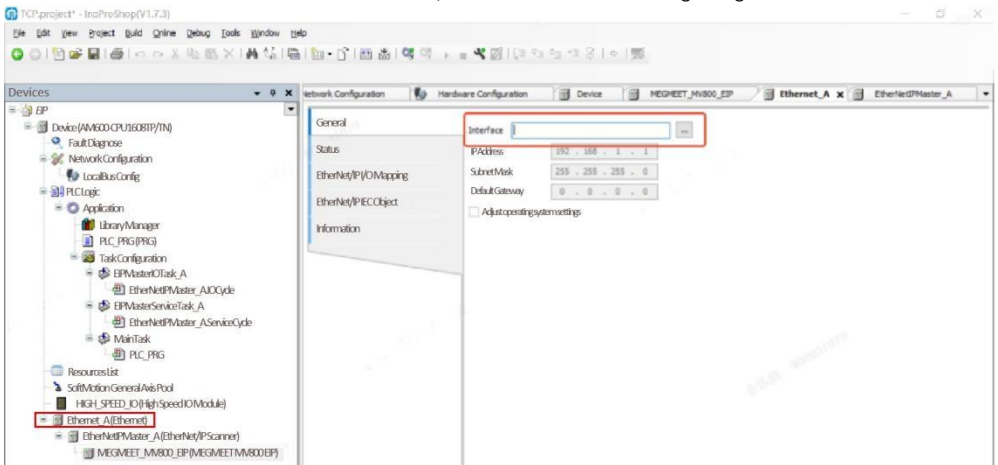 TCP.project* - InoProShop(V1.7.3)
File Edit View Project Build Online Debug Tools Window Help
Devices
Network Configuration Hardware Configuration Device MEGMEET_MV800_EIP Ethernet_A EtherNetIPMaster_A
EIP
Device (AM600-CPU1608TP/TN)
Fault Diagnose
Network Configuration
LocalBus Config
PLC Logic
Application
Library Manager
PLC_PRG (PRG)
Task Configuration
EIPMasterIOTask_A
EtherNetIPMaster_A.IOCycle
EIPMasterServiceTask_A
EtherNetIPMaster_A.ServiceCycle
MainTask
PLC_PRG
Resources List
SoftMotion General Axis Pool
HIGH_SPEED_IO (High Speed IO Module)
Ethernet_A (Ethernet)
EtherNetIPMaster_A (EtherNet/IP Scanner)
MEGMEET_MV800_EIP (MEGMEET MV800 EIP)
General
Status
EtherNet/IP I/O Mapping
EtherNet/IP IEC Object
Information
Interface ...
IP Address 192 . 168 . 1 . 1
Subnet Mask 255 . 255 . 255 . 0
Default Gateway 0 . 0 . 0 . 0
Adjust operating system settings